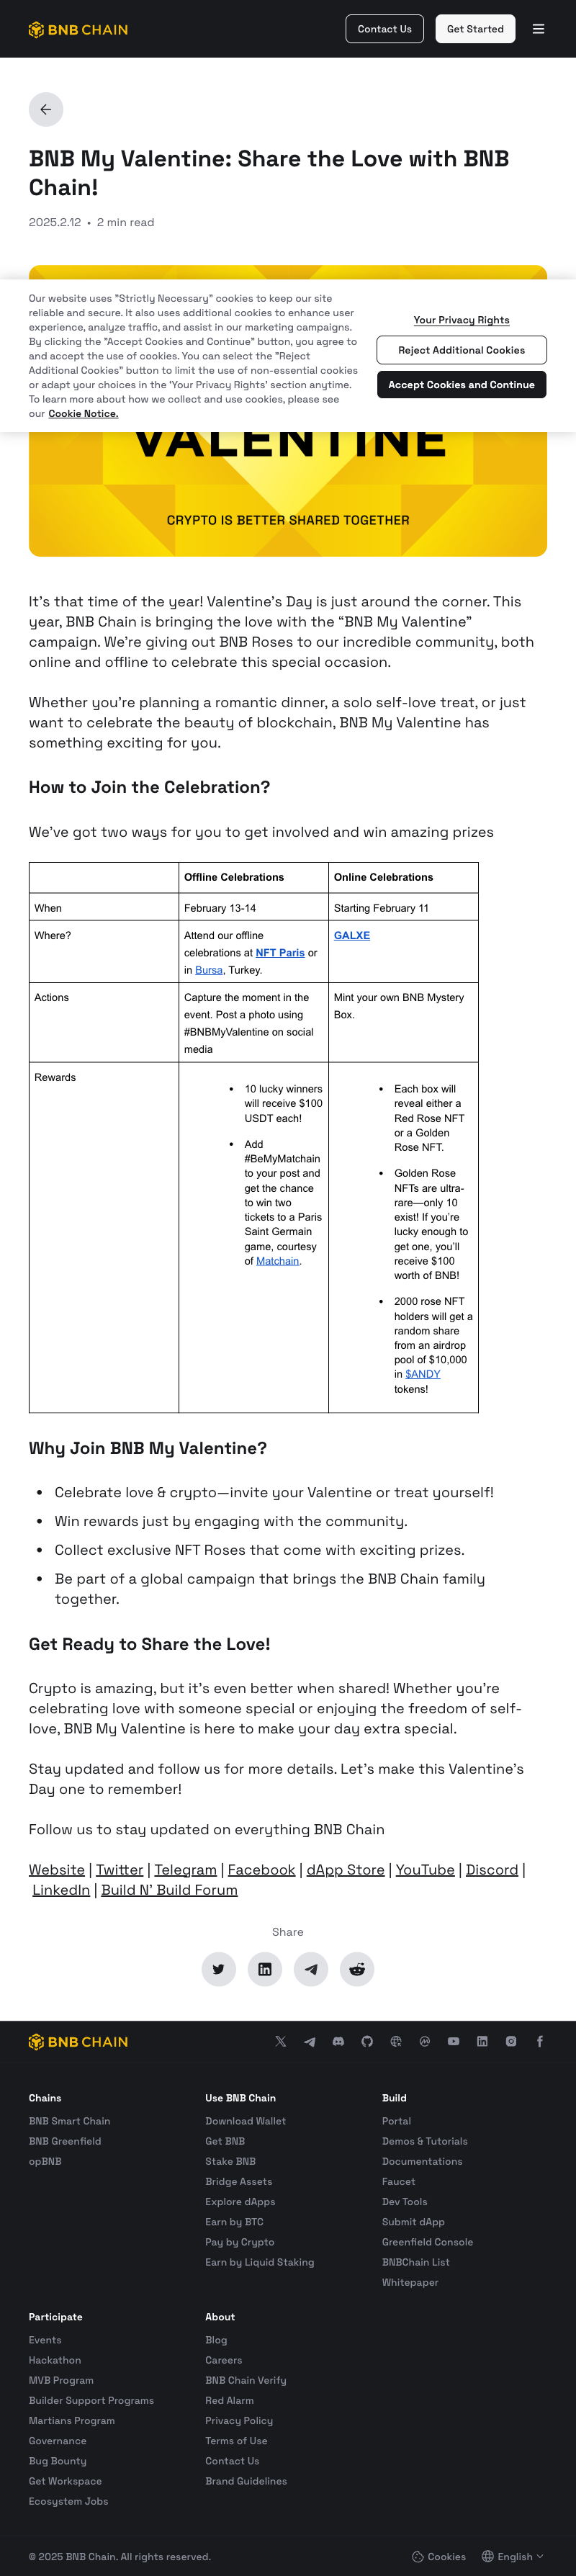 BNB CHAIN
Contact Us
Get Started
BNB My Valentine: Share the Love with BNB
Chain!
2025.2.12 • 2 min read
Our website uses "Strictly Necessary" cookies to keep our site
reliable and secure. It also uses additional cookies to enhance user
experience, analyze traffic, and assist in our marketing campaigns.
By clicking the "Accept Cookies and Continue" button, you agree to
and accept the use of cookies. You can select the "Reject
Additional Cookies" button to limit the use of non-essential cookies
or adapt your choices in the 'Your Privacy Rights' section anytime.
To learn more about how we collect and use cookies, please see
our Cookie Notice.
Your Privacy Rights
Reject Additional Cookies
Accept Cookies and Continue
VALENTINE
CRYPTO IS BETTER SHARED TOGETHER
It's that time of the year! Valentine's Day is just around the corner. This
year, BNB Chain is bringing the love with the “BNB My Valentine”
campaign. We're giving out BNB Roses to our incredible community, both
online and offline to celebrate this special occasion.
Whether you're planning a romantic dinner, a solo self-love treat, or just
want to celebrate the beauty of blockchain, BNB My Valentine has
something exciting for you.
How to Join the Celebration?
We've got two ways for you to get involved and win amazing prizes
Offline Celebrations
Online Celebrations
When
February 13-14
Starting February 11
Where?
Attend our offline
celebrations at NFT Paris or
in Bursa, Turkey.
GALXE
Actions
Capture the moment in the
event. Post a photo using
#BNBMyValentine on social
media
Mint your own BNB Mystery
Box.
Rewards
• 10 lucky winners
will receive $100
USDT each!
• Add
#BeMyMatchain
to your post and
get the chance
to win two
tickets to a Paris
Saint Germain
game, courtesy
of Matchain.
• Each box will
reveal either a
Red Rose NFT
or a Golden
Rose NFT.
• Golden Rose
NFTs are ultra-
rare—only 10
exist! If you're
lucky enough to
get one, you'll
receive $100
worth of BNB!
• 2000 rose NFT
holders will get a
random share
from an airdrop
pool of $10,000
in $ANDY
tokens!
Why Join BNB My Valentine?
• Celebrate love & crypto—invite your Valentine or treat yourself!
• Win rewards just by engaging with the community.
• Collect exclusive NFT Roses that come with exciting prizes.
• Be part of a global campaign that brings the BNB Chain family
together.
Get Ready to Share the Love!
Crypto is amazing, but it's even better when shared! Whether you're
celebrating love with someone special or enjoying the freedom of self-
love, BNB My Valentine is here to make your day extra special.
Stay updated and follow us for more details. Let's make this Valentine's
Day one to remember!
Follow us to stay updated on everything BNB Chain
Website | Twitter | Telegram | Facebook | dApp Store | YouTube | Discord |
LinkedIn | Build N' Build Forum
Share
BNB CHAIN
Chains
BNB Smart Chain
BNB Greenfield
opBNB
Use BNB Chain
Download Wallet
Get BNB
Stake BNB
Bridge Assets
Explore dApps
Earn by BTC
Pay by Crypto
Earn by Liquid Staking
Build
Portal
Demos & Tutorials
Documentations
Faucet
Dev Tools
Submit dApp
Greenfield Console
BNBChain List
Whitepaper
Participate
Events
Hackathon
MVB Program
Builder Support Programs
Martians Program
Governance
Bug Bounty
Get Workspace
Ecosystem Jobs
About
Blog
Careers
BNB Chain Verify
Red Alarm
Privacy Policy
Terms of Use
Contact Us
Brand Guidelines
© 2025 BNB Chain. All rights reserved.
Cookies
English